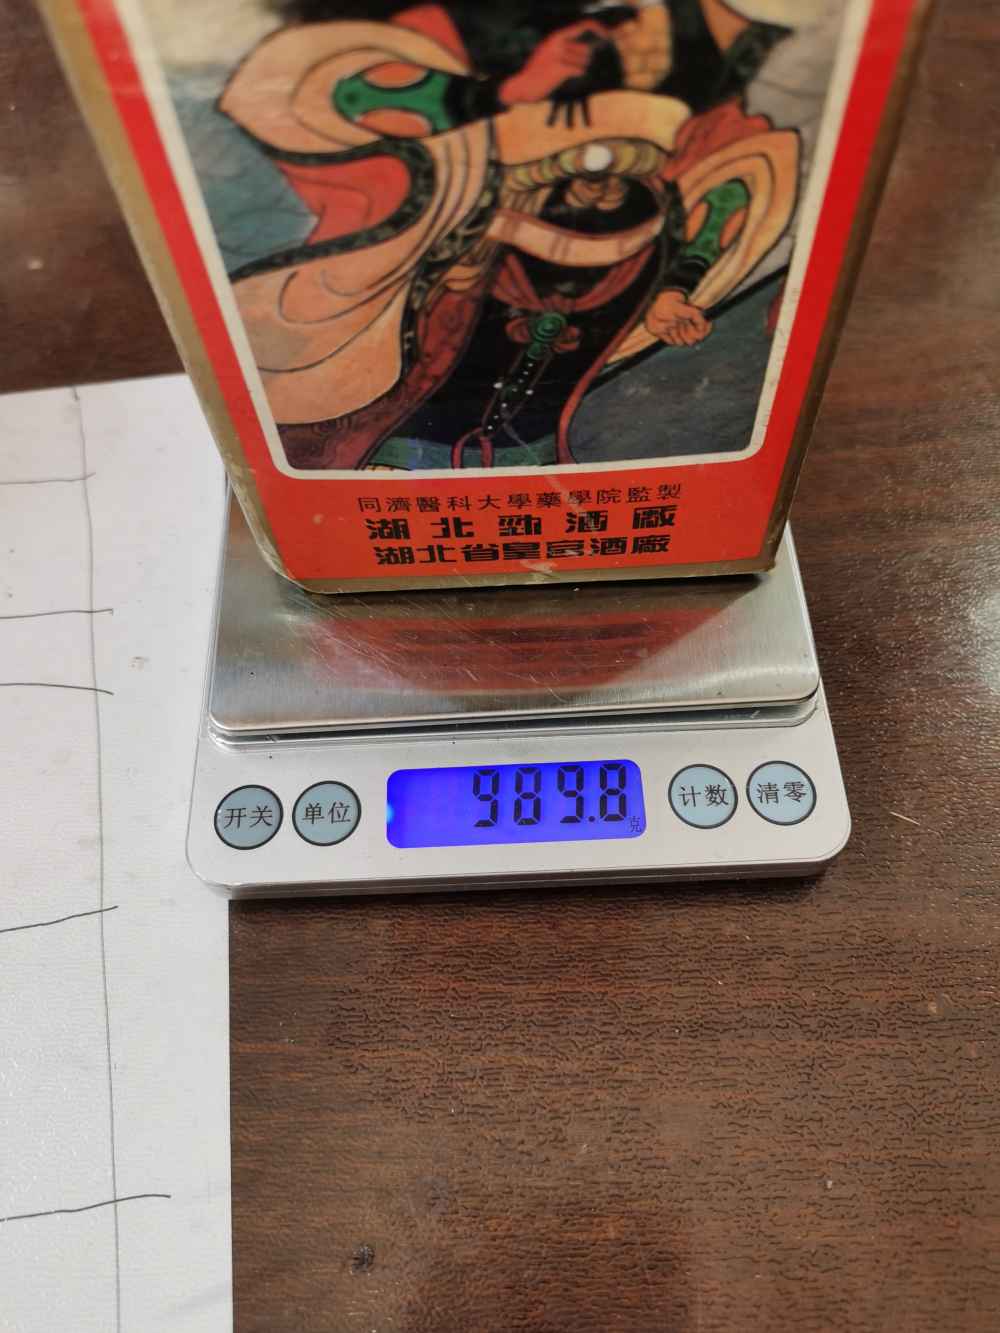 同濟醫科大學藥學院監製
湖北勁酒廠
湖北省皇宮酒廠
开关
单位
989.8
克
计数
清零